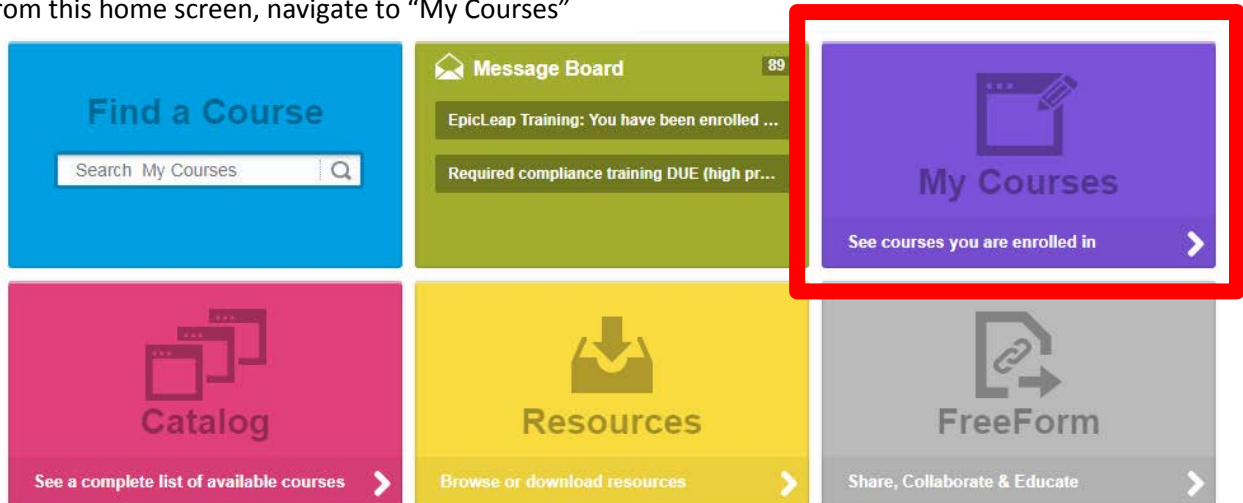 rom this home screen, navigate to “My Courses”
Find a Course
Search My Courses
Message Board
89
EpicLeap Training: You have been enrolled ...
Required compliance training DUE (high pr...
My Courses
See courses you are enrolled in
Catalog
See a complete list of available courses
Resources
Browse or download resources
FreeForm
Share, Collaborate & Educate